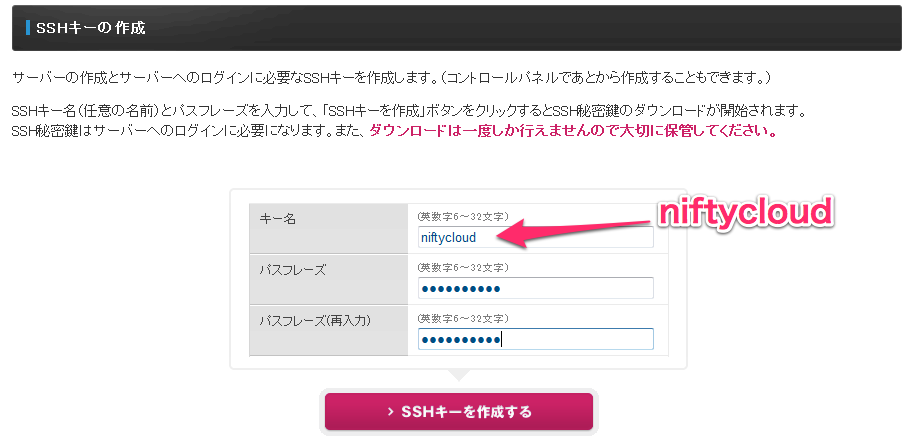 SSHキーの作成
サーバーの作成とサーバーへのログインに必要なSSHキーを作成します。（コントロールパネルであとから作成することもできます。）
SSHキー名（任意の名前）とパスフレーズを入力して、「SSHキーを作成」ボタンをクリックするとSSH秘密鍵のダウンロードが開始されます。
SSH秘密鍵はサーバーへのログインに必要になります。また、ダウンロードは一度しか行えませんので大切に保管してください。
キー名
(英数字6～32文字)
niftycloud
niftycloud
パスフレーズ
(英数字6～32文字)
●●●●●●●●●●
パスフレーズ(再入力)
(英数字6～32文字)
●●●●●●●●●●
› SSHキーを作成する